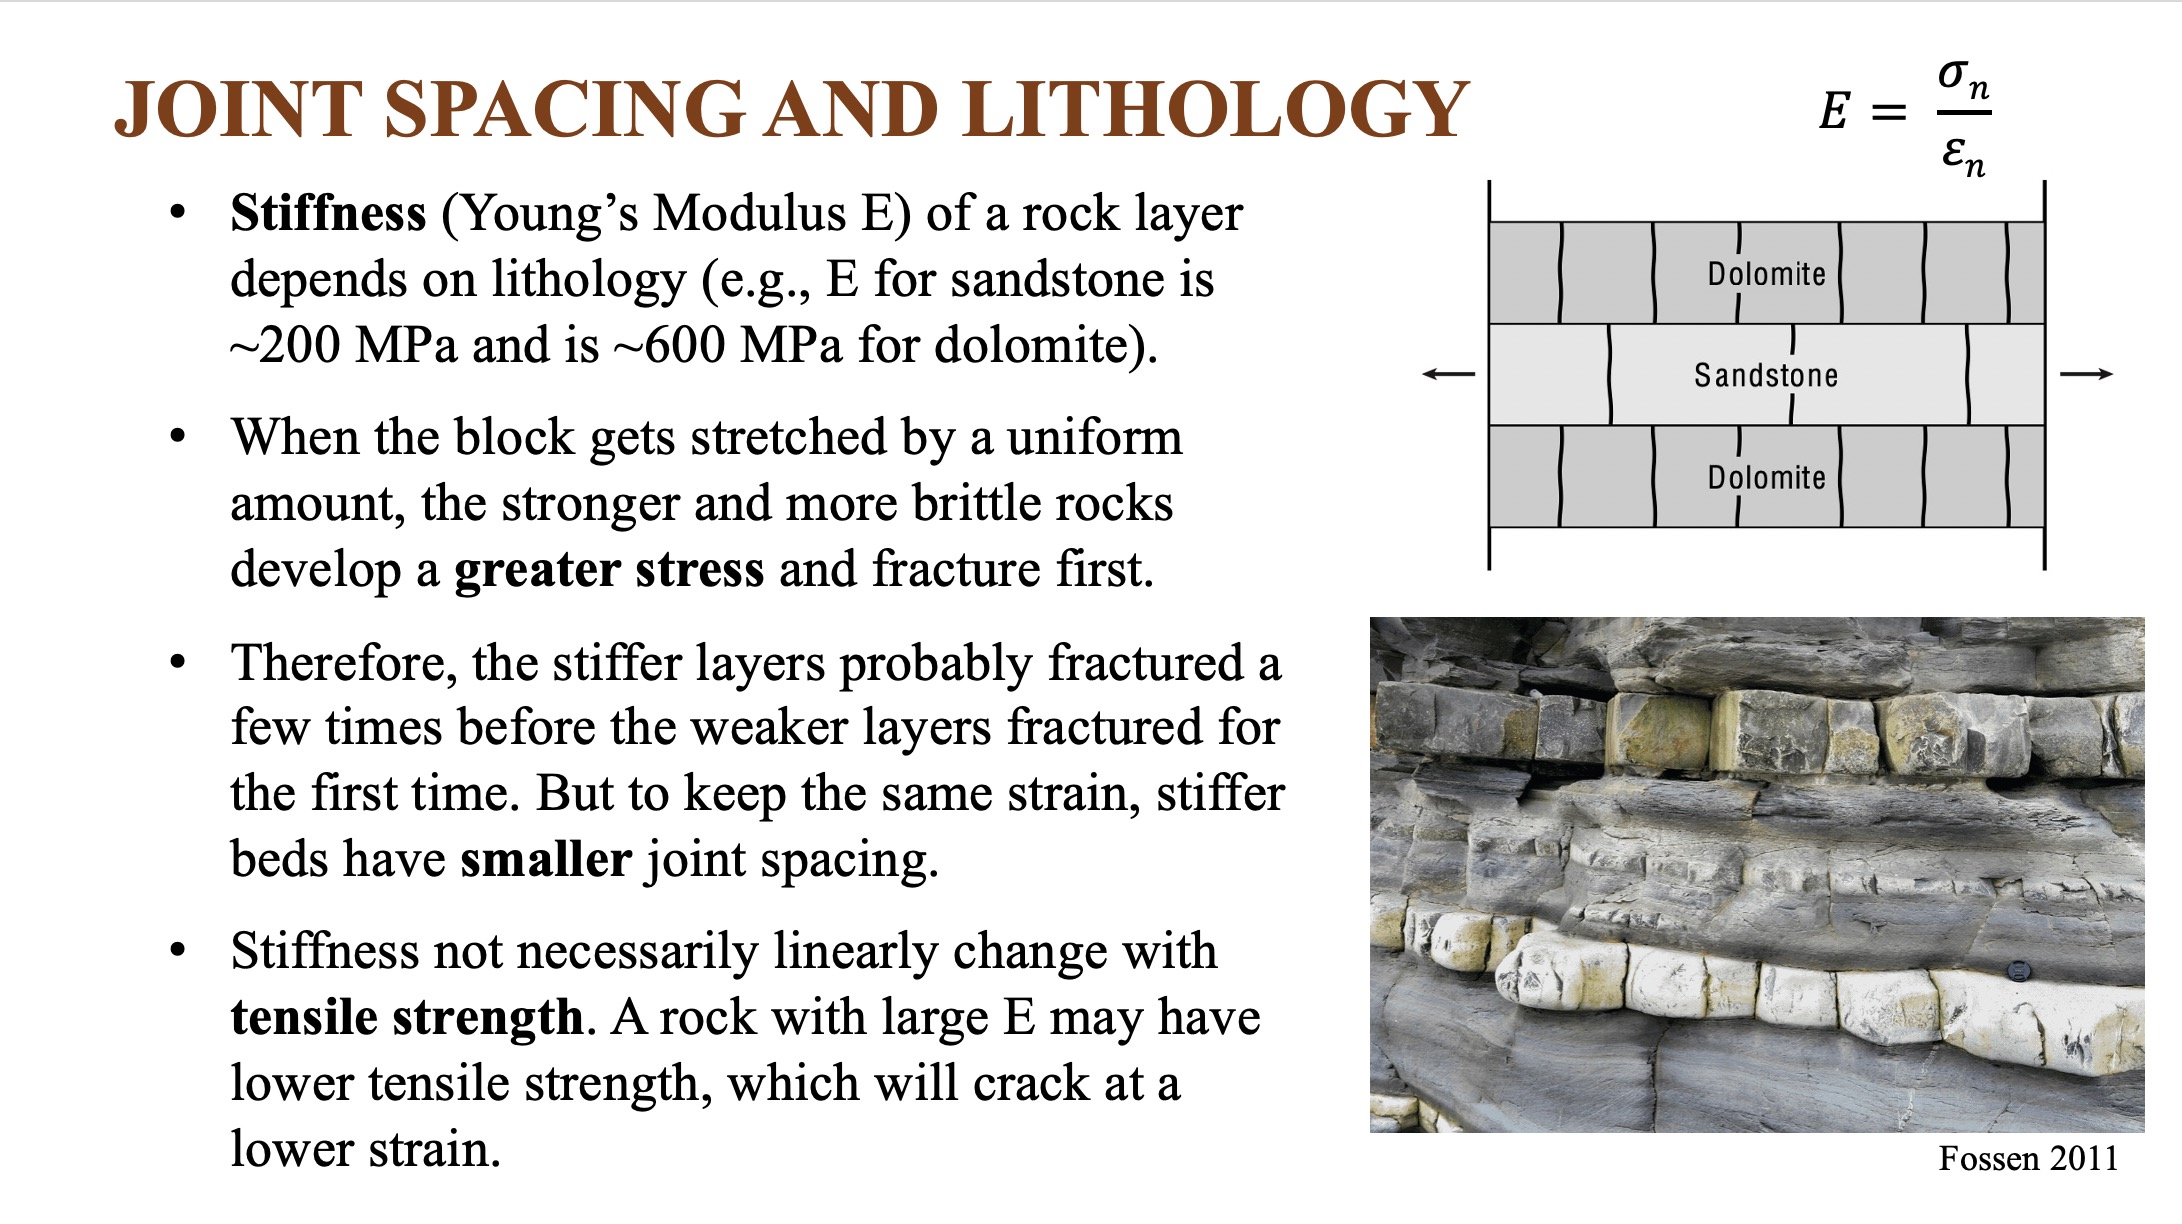 JOINT SPACING AND LITHOLOGY
E = σn
εn
• Stiffness (Young’s Modulus E) of a rock layer
depends on lithology (e.g., E for sandstone is
~200 MPa and is ~600 MPa for dolomite).
• When the block gets stretched by a uniform
amount, the stronger and more brittle rocks
develop a greater stress and fracture first.
• Therefore, the stiffer layers probably fractured a
few times before the weaker layers fractured for
the first time. But to keep the same strain, stiffer
beds have smaller joint spacing.
• Stiffness not necessarily linearly change with
tensile strength. A rock with large E may have
lower tensile strength, which will crack at a
lower strain.
Dolomite
Sandstone
Dolomite
Fossen 2011